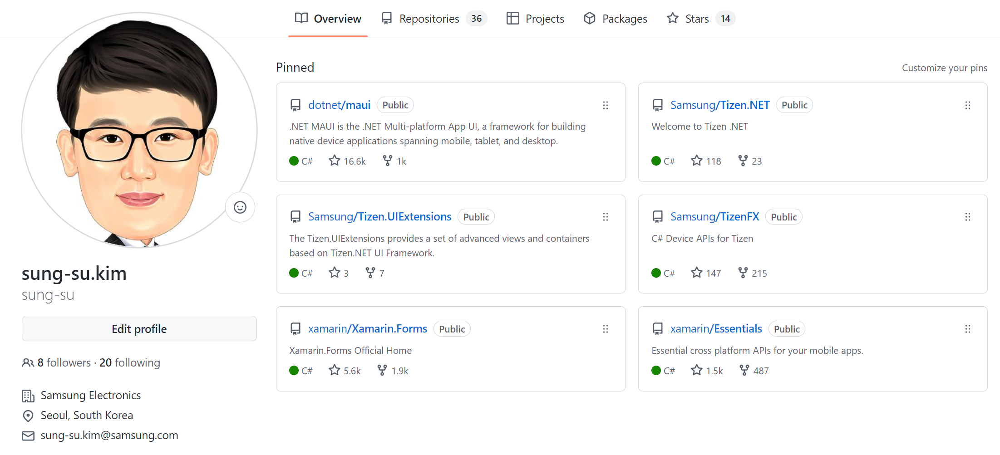 Overview
Repositories 36
Projects
Packages
Stars 14
Pinned
Customize your pins
dotnet/maui Public
.NET MAUI is the .NET Multi-platform App UI, a framework for building
native device applications spanning mobile, tablet, and desktop.
C# 16.6k 1k
Samsung/Tizen.NET Public
Welcome to Tizen .NET
C# 118 23
Samsung/Tizen.UIExtensions Public
The Tizen.UIExtensions provides a set of advanced views and containers
based on Tizen.NET UI Framework.
C# 3 7
Samsung/TizenFX Public
C# Device APIs for Tizen
C# 147 215
xamarin/Xamarin.Forms Public
Xamarin.Forms Official Home
C# 5.6k 1.9k
xamarin/Essentials Public
Essential cross platform APIs for your mobile apps.
C# 1.5k 487
sung-su.kim
sung-su
Edit profile
8 followers · 20 following
Samsung Electronics
Seoul, South Korea
sung-su.kim@samsung.com